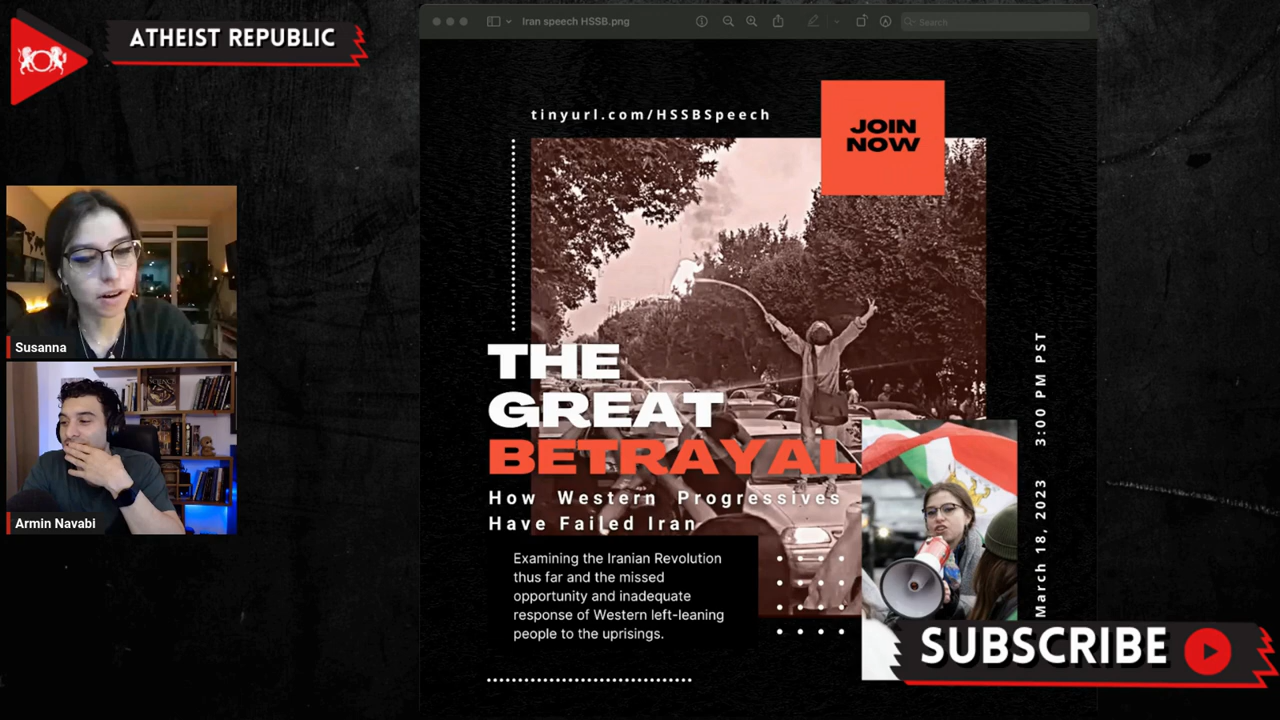 ATHEIST REPUBLIC
Iran speech HSSB.png
Search
tinyurl.com/HSSBSpeech
JOIN
NOW
THE
GREAT
BETRAYAL
How Western Progressives
Have Failed Iran
Examining the Iranian Revolution
thus far and the missed
opportunity and inadequate
response of Western left-leaning
people to the uprisings.
March 18, 2023 3:00 PM PST
Susanna
Armin Navabi
SUBSCRIBE